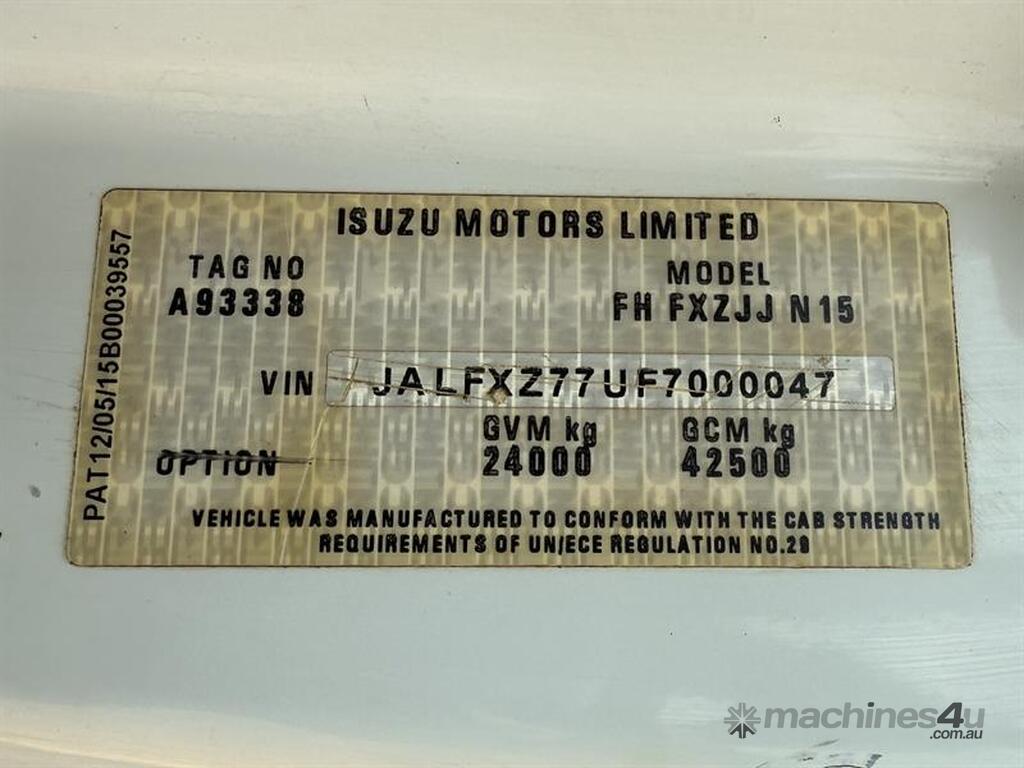 ISUZU MOTORS LIMITED
TAG NO
A93338
MODEL
FH FXZJJ N15
VIN JALFXZ77UF7000047
OPTION
GVM kg
24000
GCM kg
42500
VEHICLE WAS MANUFACTURED TO CONFORM WITH THE CAB STRENGTH
REQUIREMENTS OF UN/ECE REGULATION NO.29
PAT12/05/15B00039557
machines4u
.com.au